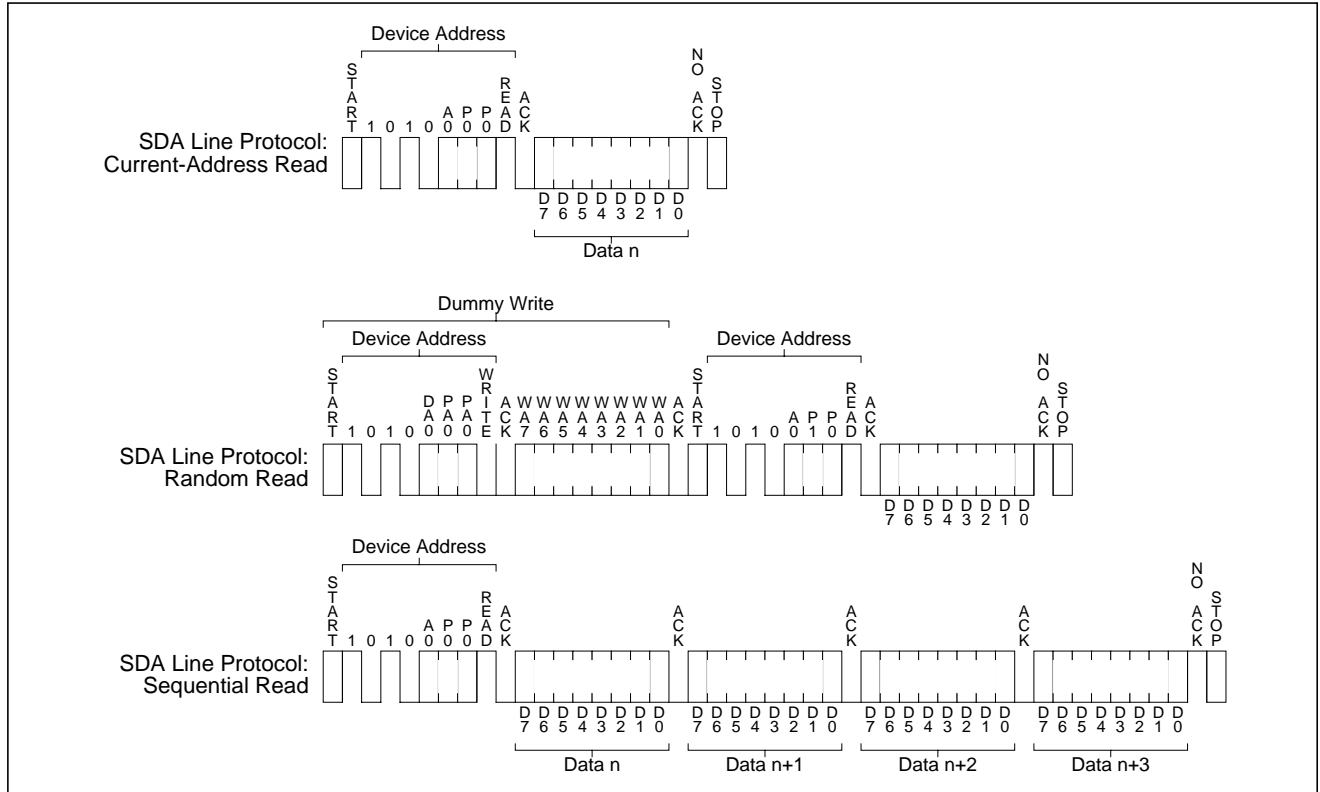 Device Address
START 1 0 1 0 A0 P0 P0 READ ACK NO ACK STOP
SDA Line Protocol:
Current-Address Read
D7 D6 D5 D4 D3 D2 D1 D0
Data n
Dummy Write
Device Address Device Address
START 1 0 1 0 DA0 PA0 PA0 WRITE ACK WA7 WA6 WA5 WA4 WA3 WA2 WA1 WA0 ACK START 1 0 1 0 A0 P1 P0 READ ACK NO ACK STOP
SDA Line Protocol:
Random Read
D7 D6 D5 D4 D3 D2 D1 D0
Device Address
START 1 0 1 0 A0 P0 P0 READ ACK ACK ACK ACK NO ACK STOP
SDA Line Protocol:
Sequential Read
D7 D6 D5 D4 D3 D2 D1 D0 D7 D6 D5 D4 D3 D2 D1 D0 D7 D6 D5 D4 D3 D2 D1 D0 D7 D6 D5 D4 D3 D2 D1 D0
Data n Data n+1 Data n+2 Data n+3